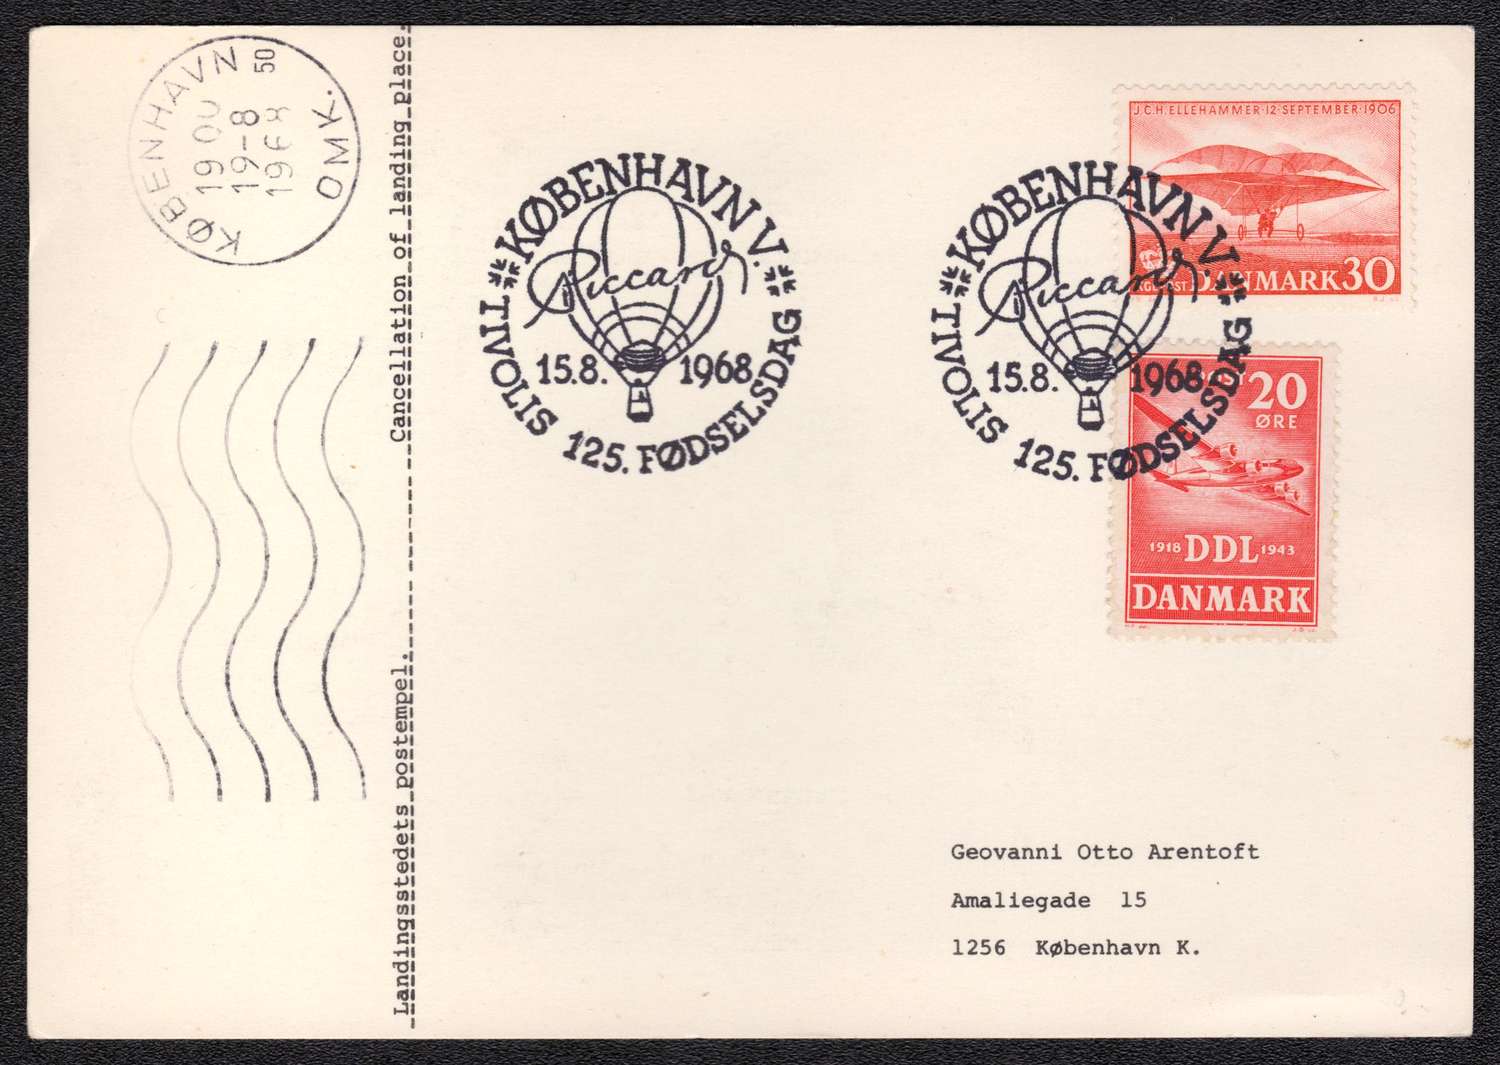 KØBENHAVN OMK.
50
19 00
19-8
1968
Landingsstedets postempel. Cancellation of landing place.
KØBENHAVN V.
Piccard
15.8. 1968
TIVOLIS 125. FØDSELSDAG
KØBENHAVN V.
Piccard
15.8. 1968
TIVOLIS 125. FØDSELSDAG
J.C.H. ELLEHAMMER · 12 · SEPTEMBER · 1906
DANMARK 30
20
ØRE
1918 DDL 1943
DANMARK
Geovanni Otto Arentoft
Amaliegade 15
1256 København K.